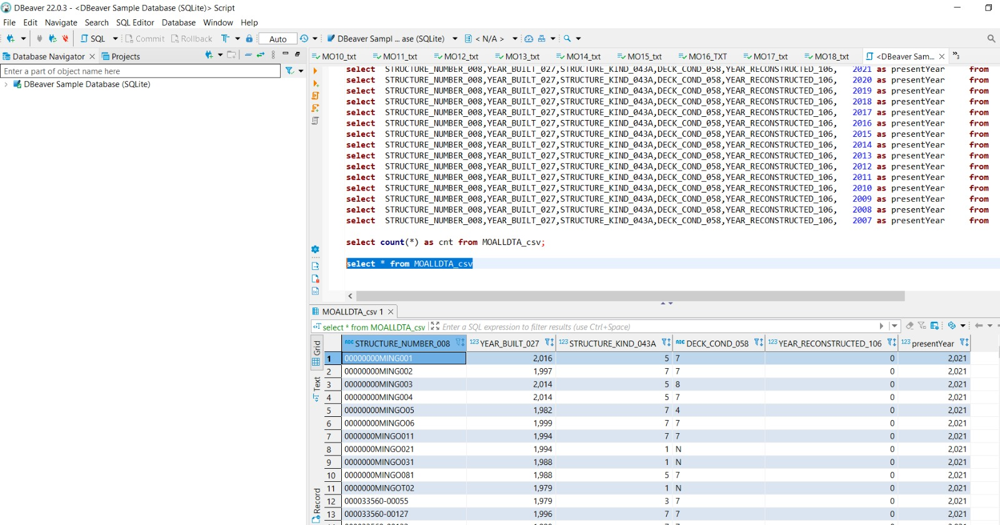 DBeaver 22.0.3 - <DBeaver Sample Database (SQLite)> Script
File Edit Navigate Search SQL Editor Database Window Help
SQL Commit Rollback T Auto DBeaver Sampl ... ase (SQLite) < N/A >
Database Navigator Projects
MO10_txt MO11_txt MO12_txt MO13_txt MO14_txt MO15_txt MO16_TXT MO17_txt MO18_txt <DBeaver Sam... »3
Enter a part of object name here
DBeaver Sample Database (SQLite)
select STRUCTURE_NUMBER_008,YEAR_BUILT_027,STRUCTURE_KIND_043A,DECK_COND_058,YEAR_RECONSTRUCTED_106, 2021 as presentYear from
select STRUCTURE_NUMBER_008,YEAR_BUILT_027,STRUCTURE_KIND_043A,DECK_COND_058,YEAR_RECONSTRUCTED_106, 2020 as presentYear from
select STRUCTURE_NUMBER_008,YEAR_BUILT_027,STRUCTURE_KIND_043A,DECK_COND_058,YEAR_RECONSTRUCTED_106, 2019 as presentYear from
select STRUCTURE_NUMBER_008,YEAR_BUILT_027,STRUCTURE_KIND_043A,DECK_COND_058,YEAR_RECONSTRUCTED_106, 2018 as presentYear from
select STRUCTURE_NUMBER_008,YEAR_BUILT_027,STRUCTURE_KIND_043A,DECK_COND_058,YEAR_RECONSTRUCTED_106, 2017 as presentYear from
select STRUCTURE_NUMBER_008,YEAR_BUILT_027,STRUCTURE_KIND_043A,DECK_COND_058,YEAR_RECONSTRUCTED_106, 2016 as presentYear from
select STRUCTURE_NUMBER_008,YEAR_BUILT_027,STRUCTURE_KIND_043A,DECK_COND_058,YEAR_RECONSTRUCTED_106, 2015 as presentYear from
select STRUCTURE_NUMBER_008,YEAR_BUILT_027,STRUCTURE_KIND_043A,DECK_COND_058,YEAR_RECONSTRUCTED_106, 2014 as presentYear from
select STRUCTURE_NUMBER_008,YEAR_BUILT_027,STRUCTURE_KIND_043A,DECK_COND_058,YEAR_RECONSTRUCTED_106, 2013 as presentYear from
select STRUCTURE_NUMBER_008,YEAR_BUILT_027,STRUCTURE_KIND_043A,DECK_COND_058,YEAR_RECONSTRUCTED_106, 2012 as presentYear from
select STRUCTURE_NUMBER_008,YEAR_BUILT_027,STRUCTURE_KIND_043A,DECK_COND_058,YEAR_RECONSTRUCTED_106, 2011 as presentYear from
select STRUCTURE_NUMBER_008,YEAR_BUILT_027,STRUCTURE_KIND_043A,DECK_COND_058,YEAR_RECONSTRUCTED_106, 2010 as presentYear from
select STRUCTURE_NUMBER_008,YEAR_BUILT_027,STRUCTURE_KIND_043A,DECK_COND_058,YEAR_RECONSTRUCTED_106, 2009 as presentYear from
select STRUCTURE_NUMBER_008,YEAR_BUILT_027,STRUCTURE_KIND_043A,DECK_COND_058,YEAR_RECONSTRUCTED_106, 2008 as presentYear from
select STRUCTURE_NUMBER_008,YEAR_BUILT_027,STRUCTURE_KIND_043A,DECK_COND_058,YEAR_RECONSTRUCTED_106, 2007 as presentYear from
select count(*) as cnt from MOALLDTA_csv;
select * from MOALLDTA_csv
MOALLDTA_csv 1
select * from MOALLDTA_csv Enter a SQL expression to filter results (use Ctrl+Space)
Grid
Text
Record
ABC STRUCTURE_NUMBER_008 123 YEAR_BUILT_027 123 STRUCTURE_KIND_043A ABC DECK_COND_058 123 YEAR_RECONSTRUCTED_106 123 presentYear
1 00000000MING001 2,016 5 7 0 2,021
2 00000000MING002 1,997 7 7 0 2,021
3 00000000MING003 2,014 5 8 0 2,021
4 00000000MING004 2,014 5 7 0 2,021
5 00000000MINGO05 1,982 7 4 0 2,021
6 00000000MINGO06 1,999 7 7 0 2,021
7 0000000MINGO011 1,994 7 7 0 2,021
8 0000000MINGO021 1,994 1 N 0 2,021
9 0000000MINGO031 1,988 1 N 0 2,021
10 0000000MINGO081 1,988 5 7 0 2,021
11 0000000MINGOT02 1,979 1 N 0 2,021
12 000033560-00055 1,979 3 7 0 2,021
13 000033560-00127 1,996 7 7 0 2,021